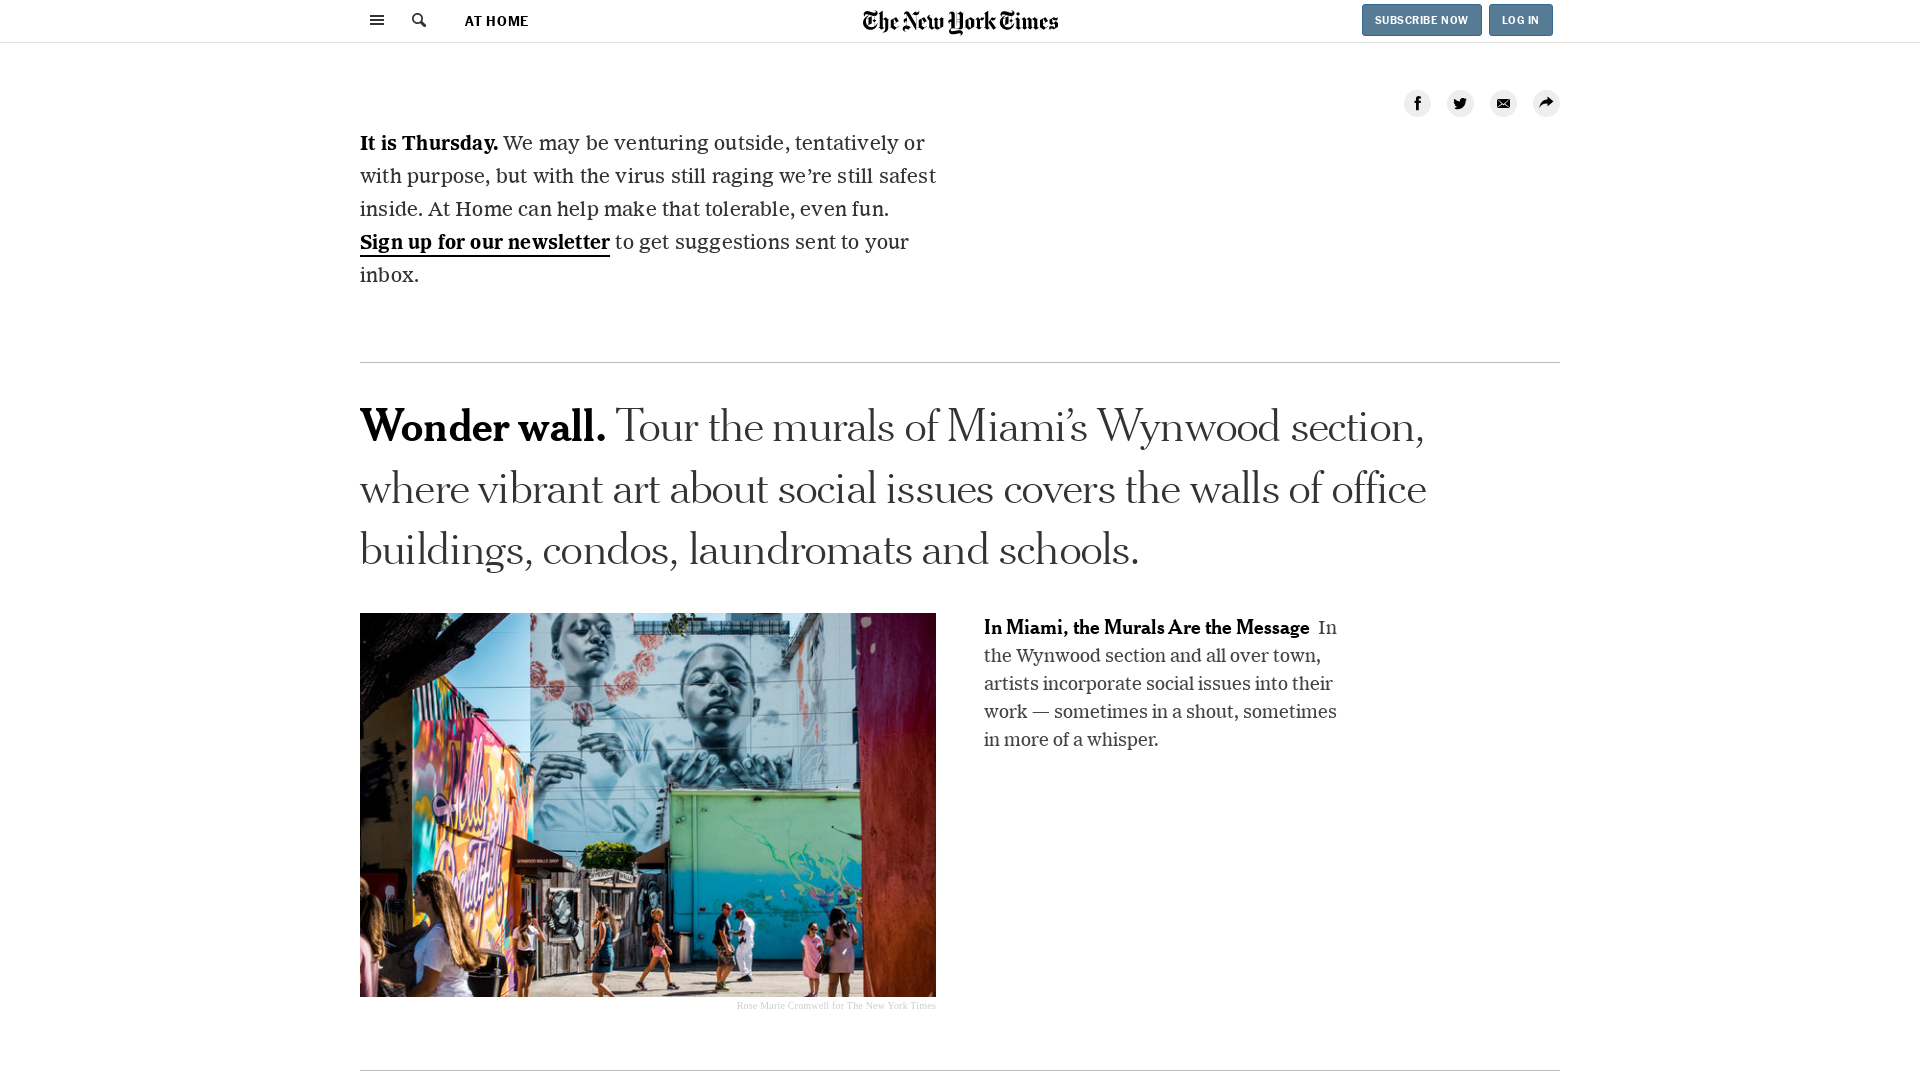 AT HOME
The New York Times
SUBSCRIBE NOW
LOG IN
It is Thursday. We may be venturing outside, tentatively or
with purpose, but with the virus still raging we’re still safest
inside. At Home can help make that tolerable, even fun.
Sign up for our newsletter to get suggestions sent to your
inbox.
Wonder wall. Tour the murals of Miami’s Wynwood section,
where vibrant art about social issues covers the walls of office
buildings, condos, laundromats and schools.
In Miami, the Murals Are the Message In
the Wynwood section and all over town,
artists incorporate social issues into their
work — sometimes in a shout, sometimes
in more of a whisper.
Hello
Beautiful
WYNWOOD WALLS SHOP
WYNWOOD WALLS
Rose Marie Cromwell for The New York Times